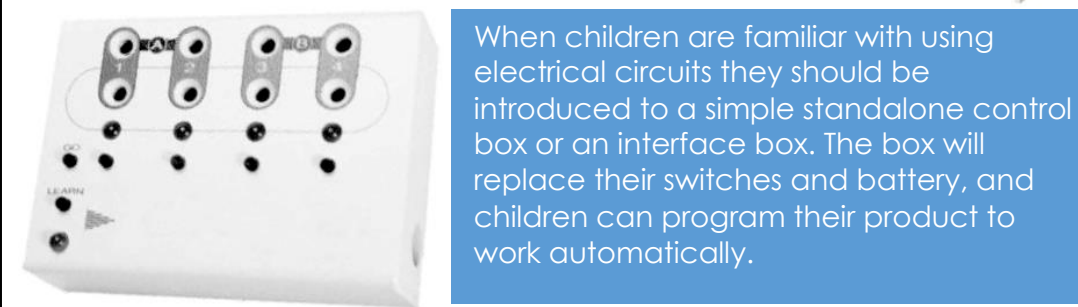 A B
1 2 3 4
GO
LEARN
When children are familiar with using
electrical circuits they should be
introduced to a simple standalone control
box or an interface box. The box will
replace their switches and battery, and
children can program their product to
work automatically.